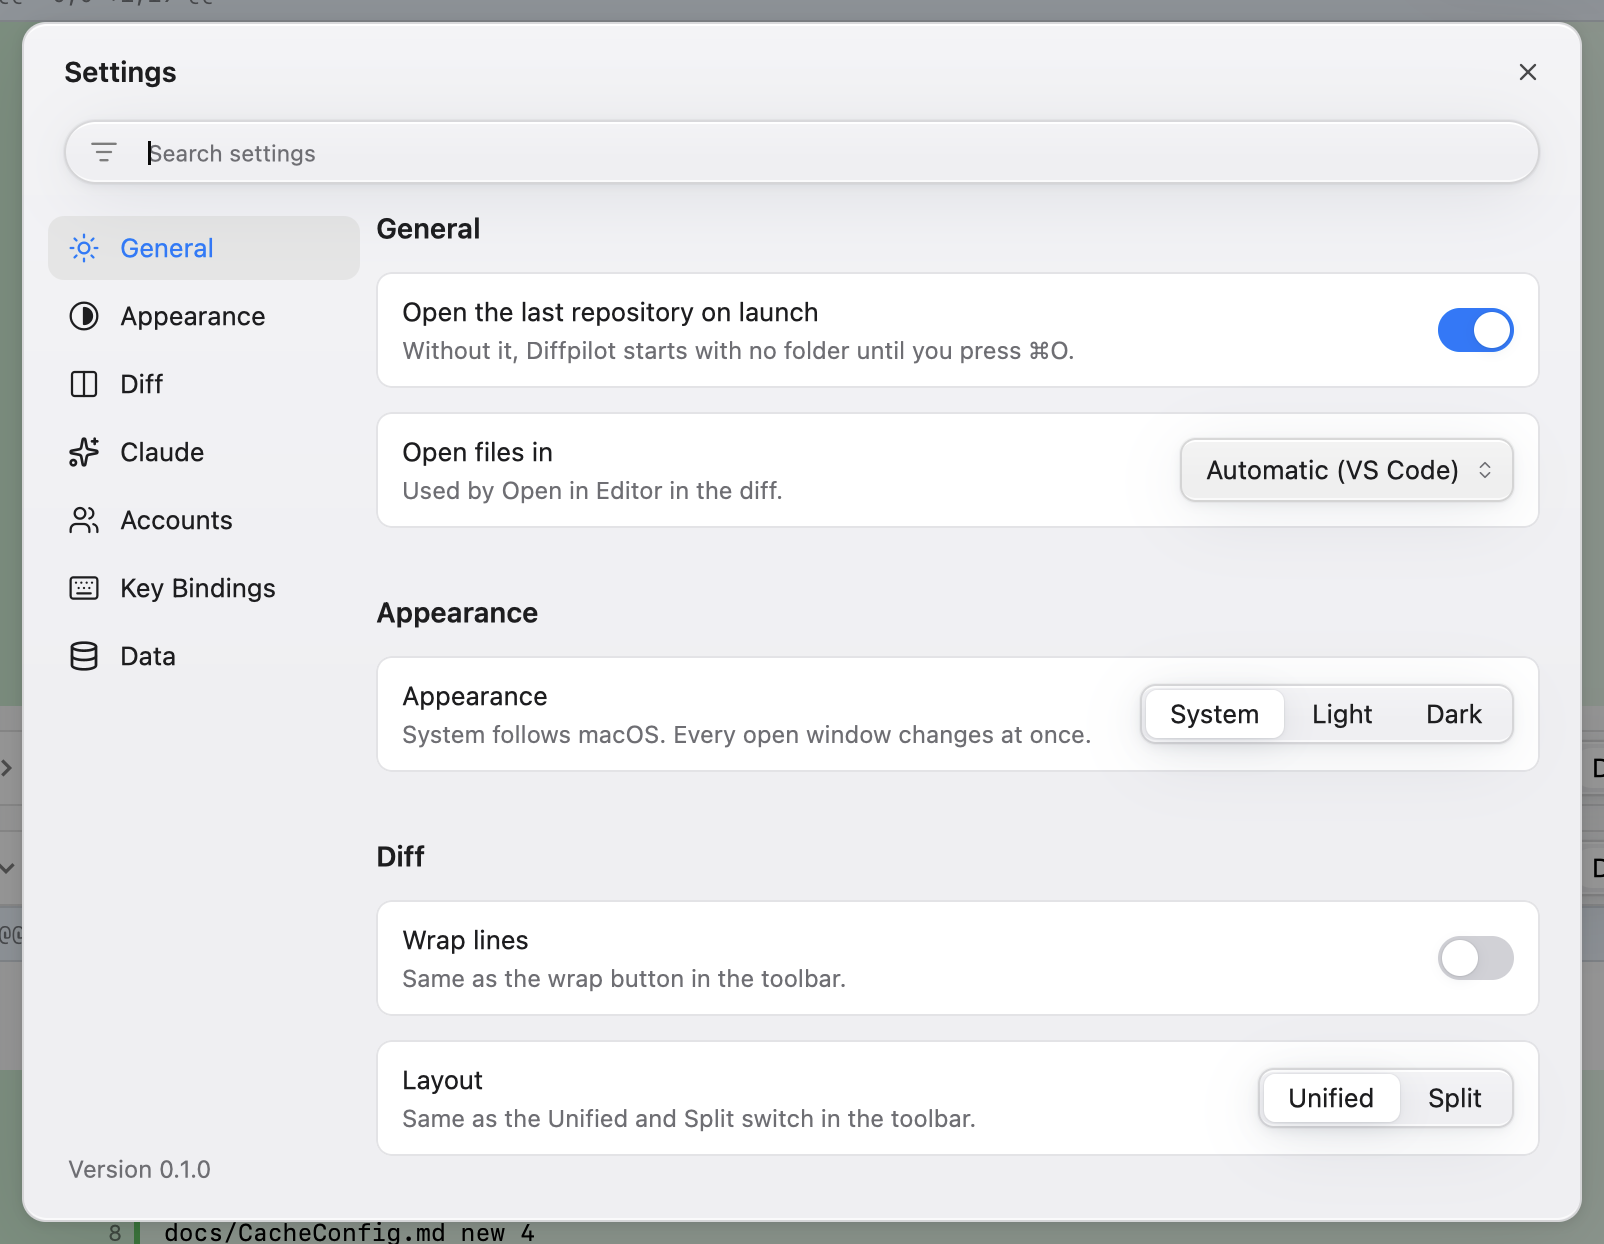 Settings
Search settings
General
Appearance
Diff
Claude
Accounts
Key Bindings
Data
Version 0.1.0
General
Open the last repository on launch
Without it, Diffpilot starts with no folder until you press ⌘O.
Open files in
Used by Open in Editor in the diff.
Automatic (VS Code)
Appearance
Appearance
System follows macOS. Every open window changes at once.
System Light Dark
Diff
Wrap lines
Same as the wrap button in the toolbar.
Layout
Same as the Unified and Split switch in the toolbar.
Unified Split
@@
8 docs/CacheConfig.md new 4